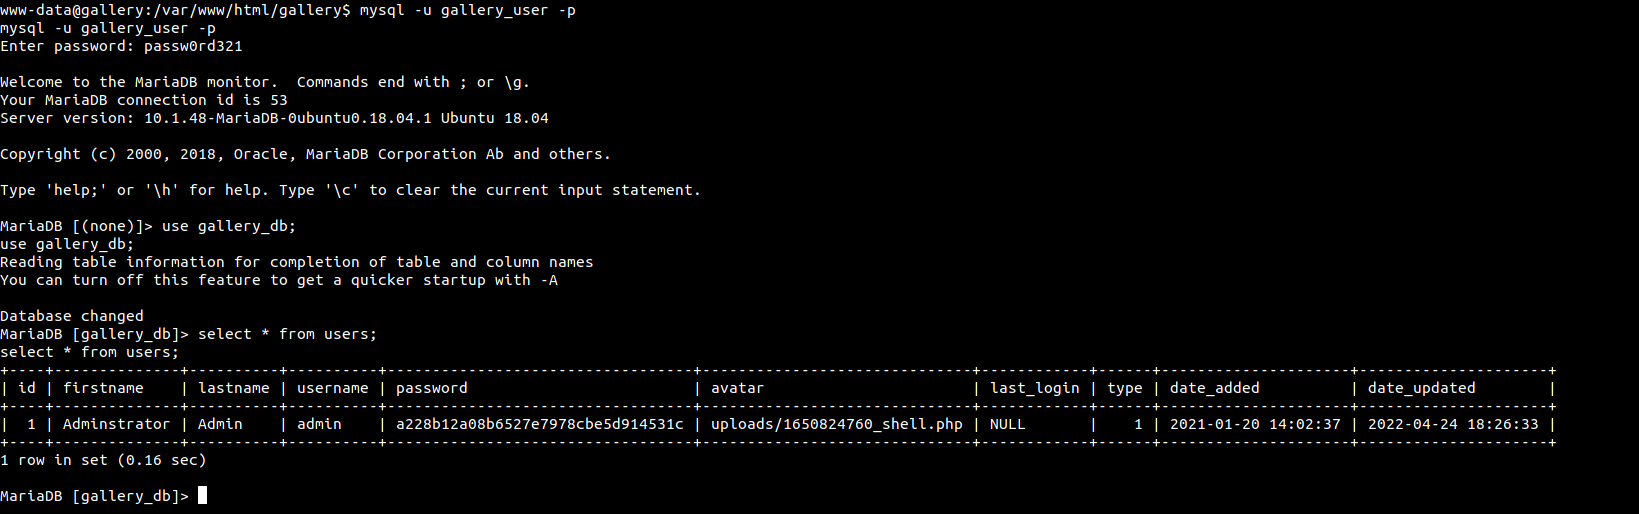 www-data@gallery:/var/www/html/gallery$ mysql -u gallery_user -p
mysql -u gallery_user -p
Enter password: passw0rd321
Welcome to the MariaDB monitor.  Commands end with ; or \g.
Your MariaDB connection id is 53
Server version: 10.1.48-MariaDB-0ubuntu0.18.04.1 Ubuntu 18.04
Copyright (c) 2000, 2018, Oracle, MariaDB Corporation Ab and others.
Type 'help;' or '\h' for help. Type '\c' to clear the current input statement.
MariaDB [(none)]> use gallery_db;
use gallery_db;
Reading table information for completion of table and column names
You can turn off this feature to get a quicker startup with -A
Database changed
MariaDB [gallery_db]> select * from users;
select * from users;
+----+--------------+----------+----------+----------------------------------+------------------------------+------------+------+---------------------+---------------------+
| id | firstname    | lastname | username | password                         | avatar                       | last_login | type | date_added          | date_updated        |
+----+--------------+----------+----------+----------------------------------+------------------------------+------------+------+---------------------+---------------------+
|  1 | Adminstrator | Admin    | admin    | a228b12a08b6527e7978cbe5d914531c | uploads/1650824760_shell.php | NULL       |    1 | 2021-01-20 14:02:37 | 2022-04-24 18:26:33 |
+----+--------------+----------+----------+----------------------------------+------------------------------+------------+------+---------------------+---------------------+
1 row in set (0.16 sec)
MariaDB [gallery_db]>